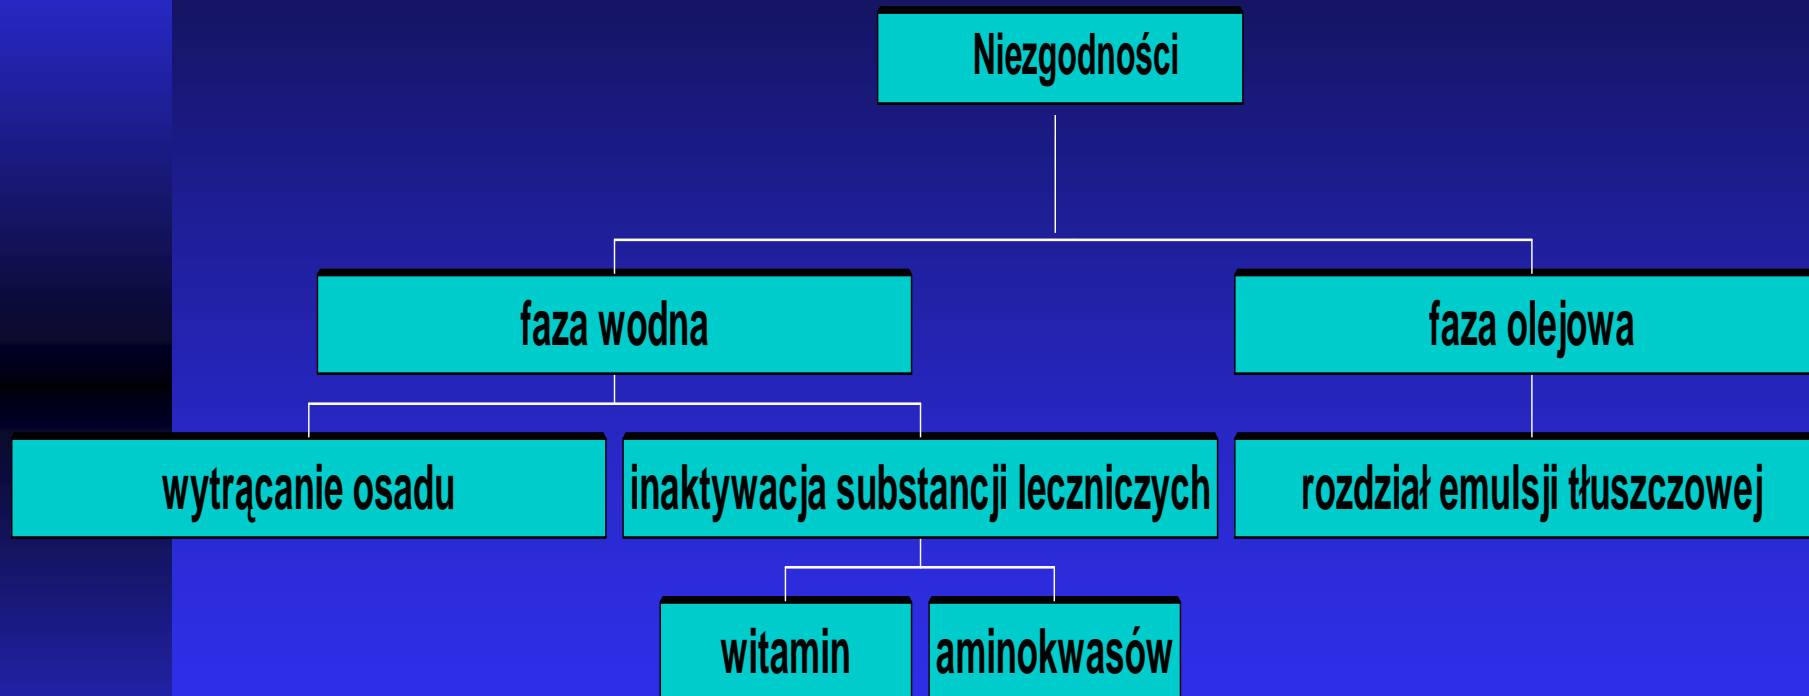 Niezgodności
faza wodna
faza olejowa
wytrącanie osadu
inaktywacja substancji leczniczych
rozdział emulsji tłuszczowej
witamin
aminokwasów